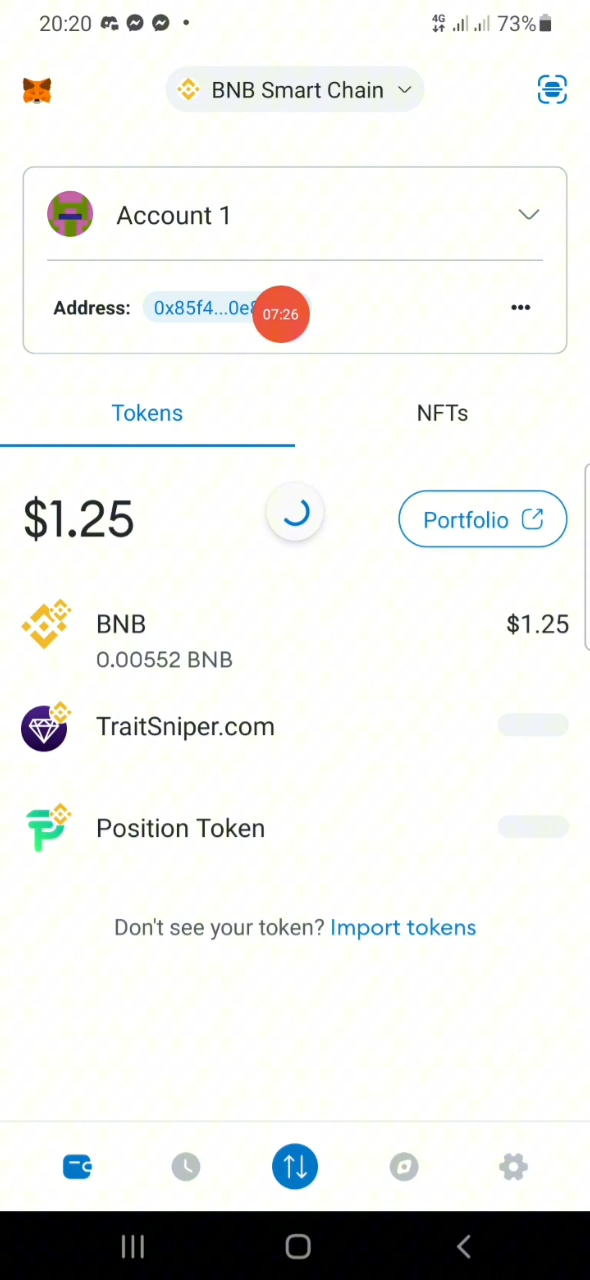 20:20 4G 73%
BNB Smart Chain
Account 1
Address: 0x85f4...0e
07:26
Tokens NFTs
$1.25 Portfolio
BNB $1.25
0.00552 BNB
TraitSniper.com
Position Token
Don't see your token? Import tokens